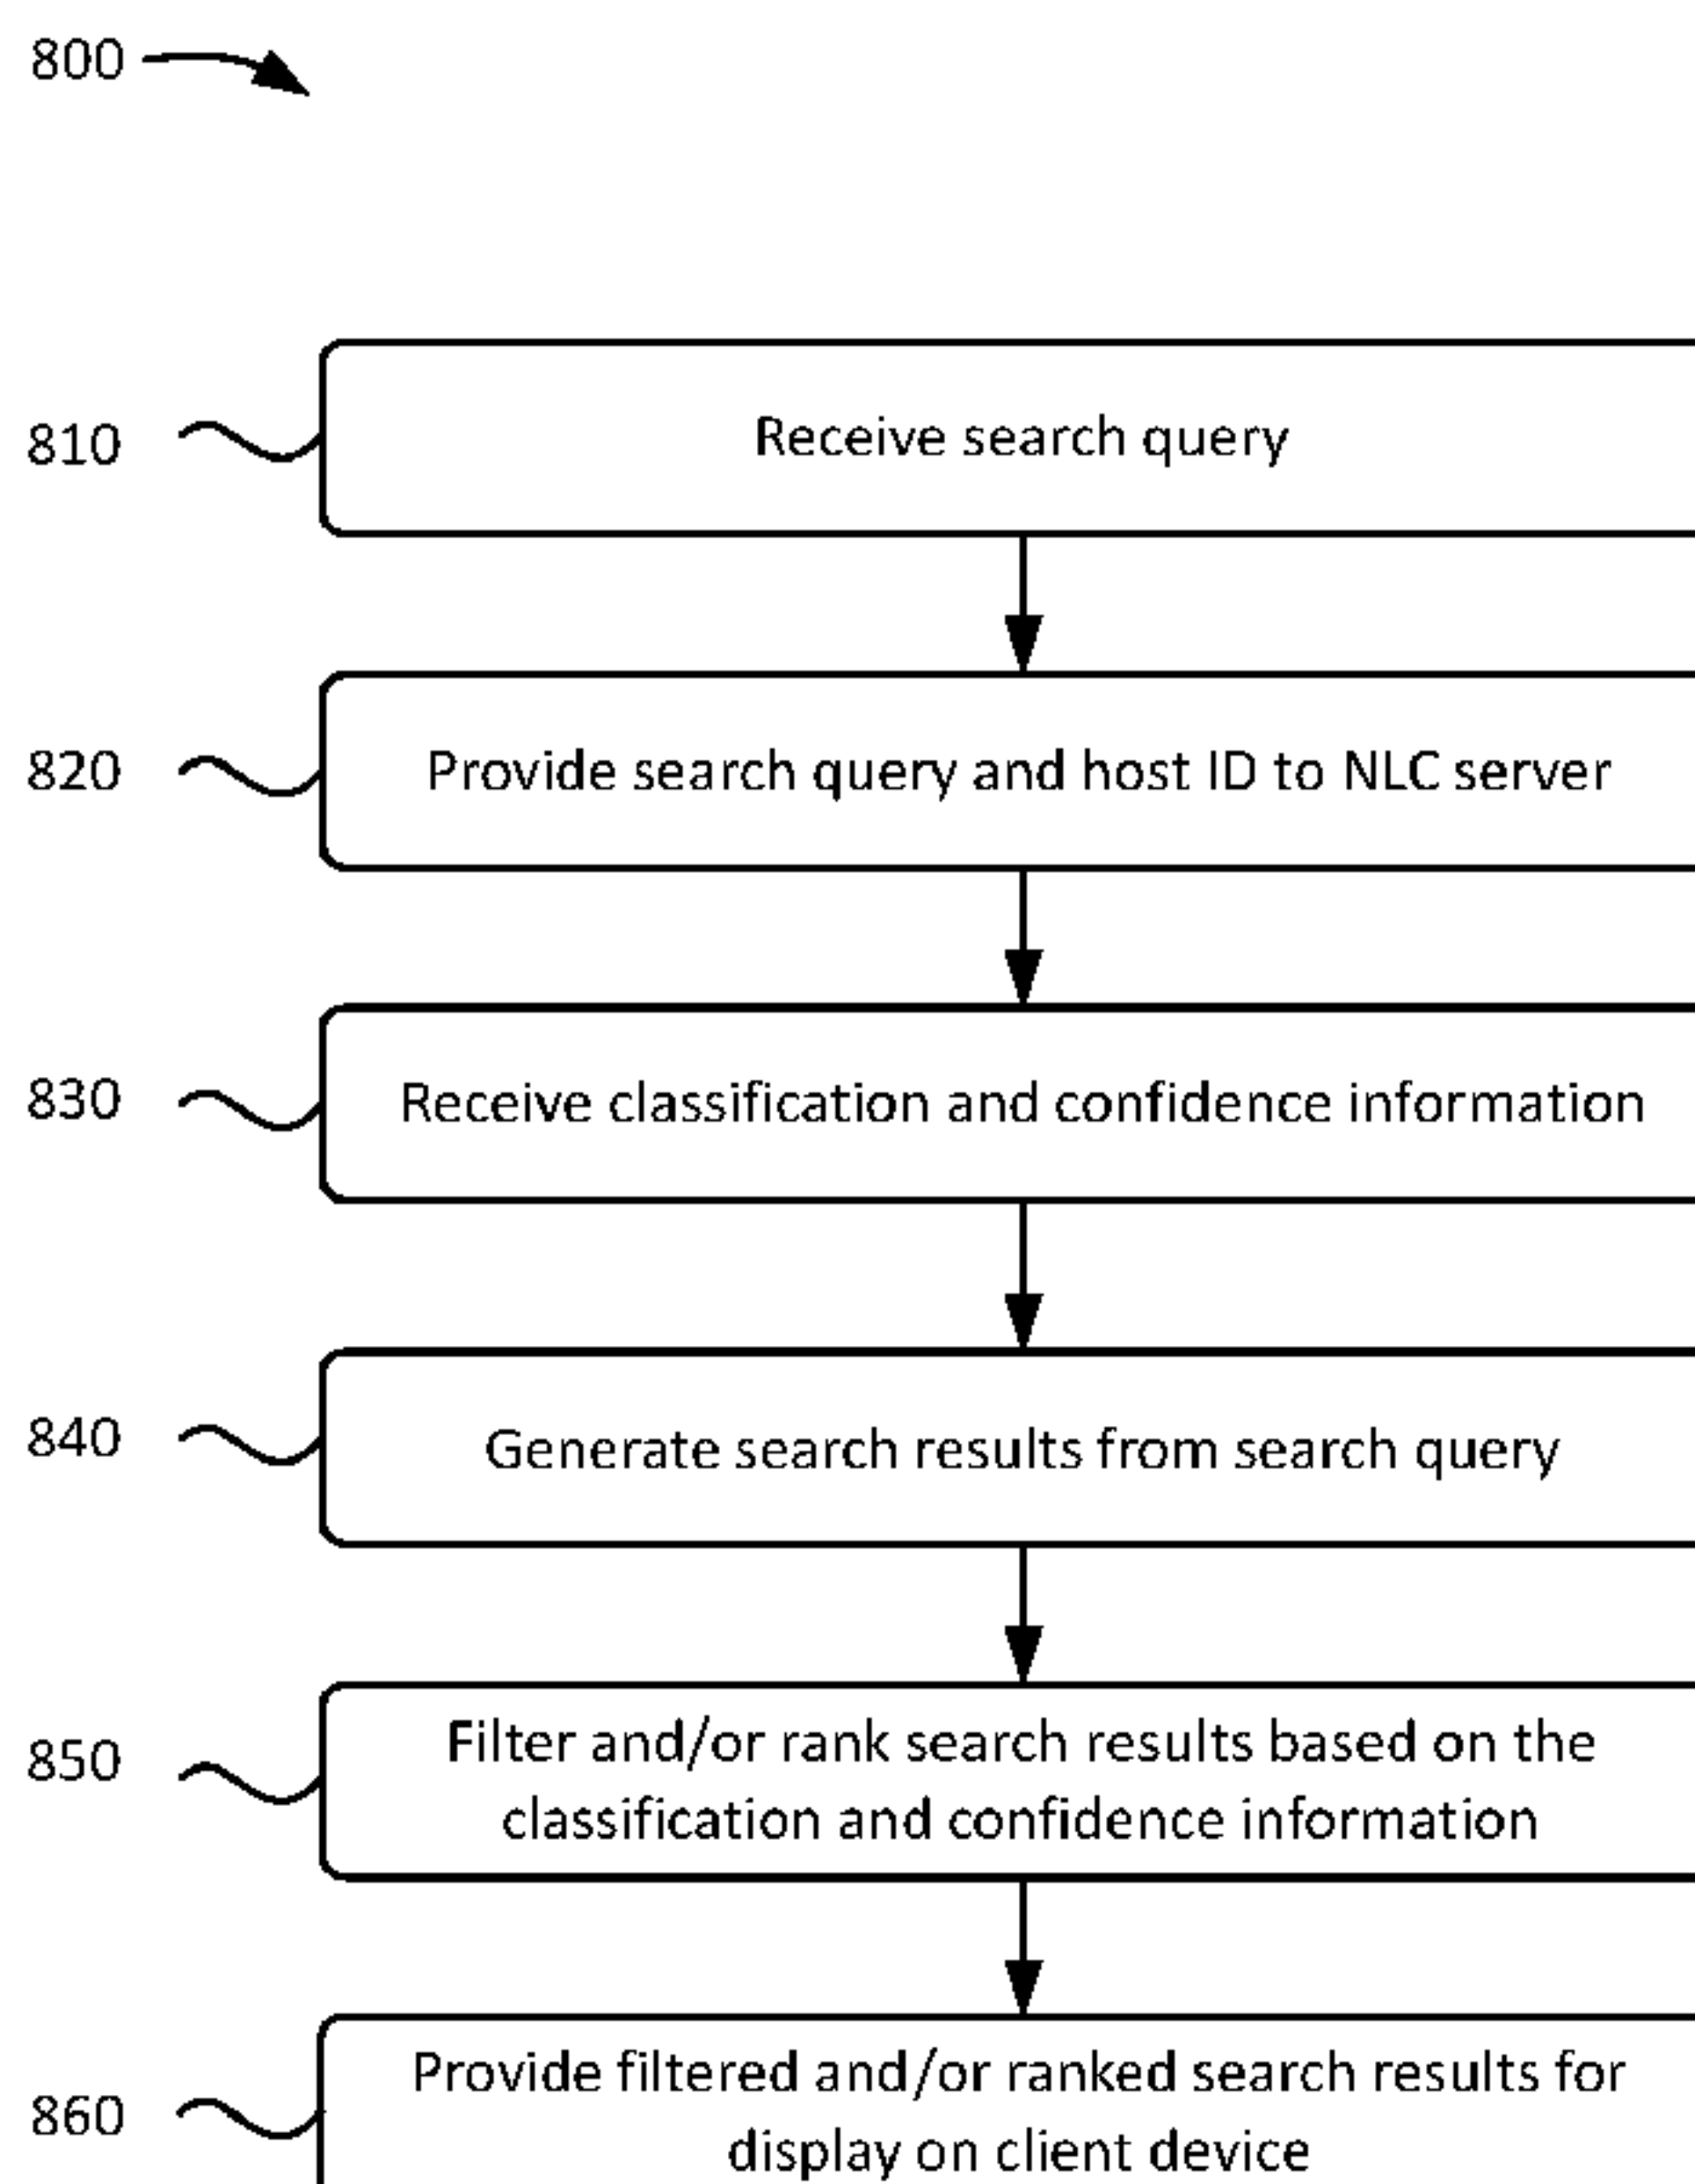 800
810
Receive search query
820
Provide search query and host ID to NLC server
830
Receive classification and confidence information
840
Generate search results from search query
850
Filter and/or rank search results based on the
classification and confidence information
860
Provide filtered and/or ranked search results for
display on client device